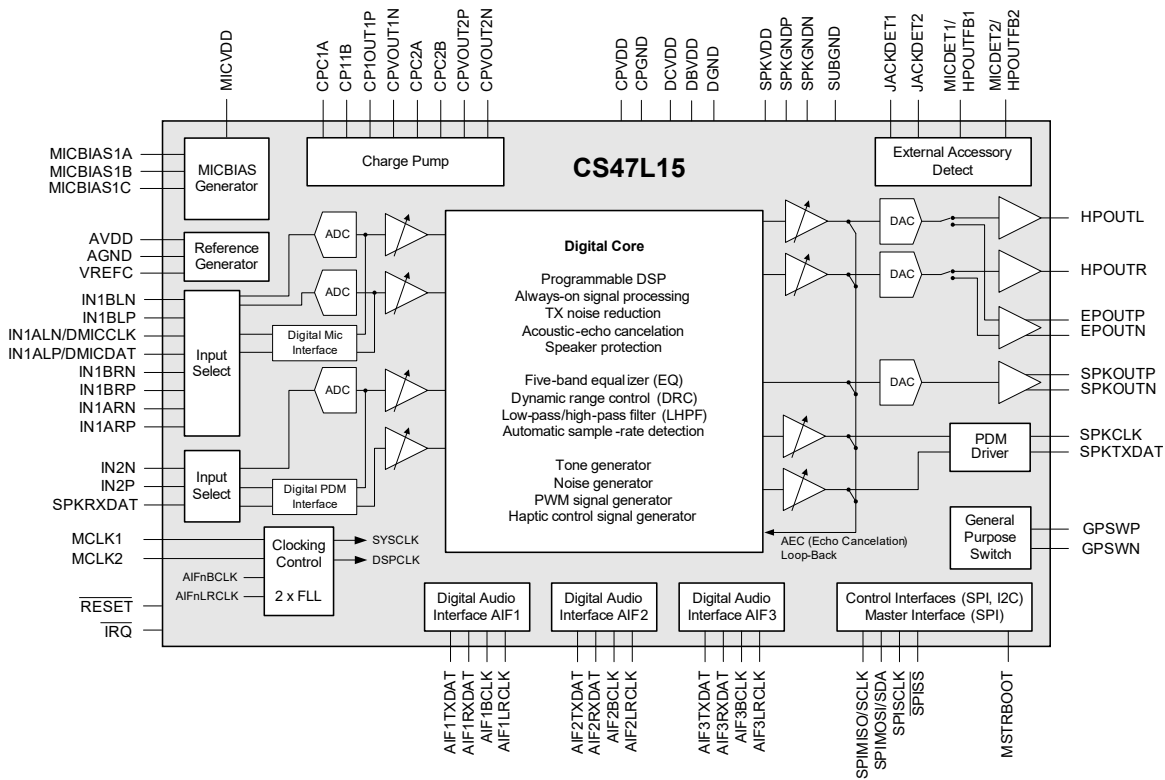 MICVDD
CPC1A
CP11B
CP1OUT1P
CPVOUT1N
CPC2A
CPC2B
CPVOUT2P
CPVOUT2N
CPVDD
CPGND
DCVDD
DBVDD
DGND
SPKVDD
SPKGNDP
SPKGNDN
SUBGND
JACKDET1
JACKDET2
MICDET1/
HPOUTFB1
MICDET2/
HPOUTFB2
MICBIAS1A
MICBIAS1B
MICBIAS1C
MICBIAS
Generator
Charge Pump
CS47L15
External Accessory
Detect
AVDD
AGND
VREFC
Reference
Generator
IN1BLN
IN1BLP
IN1ALN/DMICCLK
IN1ALP/DMICDAT
IN1BRN
IN1BRP
IN1ARN
IN1ARP
Input
Select
ADC
ADC
Digital Mic
Interface
ADC
IN2N
IN2P
SPKRXDAT
Input
Select
Digital PDM
Interface
MCLK1
MCLK2
AIFnBCLK
AIFnLRCLK
Clocking
Control
2 x FLL
SYSCLK
DSPCLK
RESET
IRQ
Digital Core
Programmable DSP
Always-on signal processing
TX noise reduction
Acoustic-echo cancelation
Speaker protection
Five-band equalizer (EQ)
Dynamic range control (DRC)
Low-pass/high-pass filter (LHPF)
Automatic sample-rate detection
Tone generator
Noise generator
PWM signal generator
Haptic control signal generator
DAC
DAC
DAC
HPOUTL
HPOUTR
EPOUTP
EPOUTN
SPKOUTP
SPKOUTN
PDM
Driver
SPKCLK
SPKTXDAT
AEC (Echo Cancelation)
Loop-Back
General
Purpose
Switch
GPSWP
GPSWN
Digital Audio
Interface AIF1
Digital Audio
Interface AIF2
Digital Audio
Interface AIF3
Control Interfaces (SPI, I2C)
Master Interface (SPI)
AIF1TXDAT
AIF1RXDAT
AIF1BCLK
AIF1LRCLK
AIF2TXDAT
AIF2RXDAT
AIF2BCLK
AIF2LRCLK
AIF3TXDAT
AIF3RXDAT
AIF3BCLK
AIF3LRCLK
SPIMISO/SCLK
SPIMOSI/SDA
SPISCLK
SPISS
MSTRBOOT